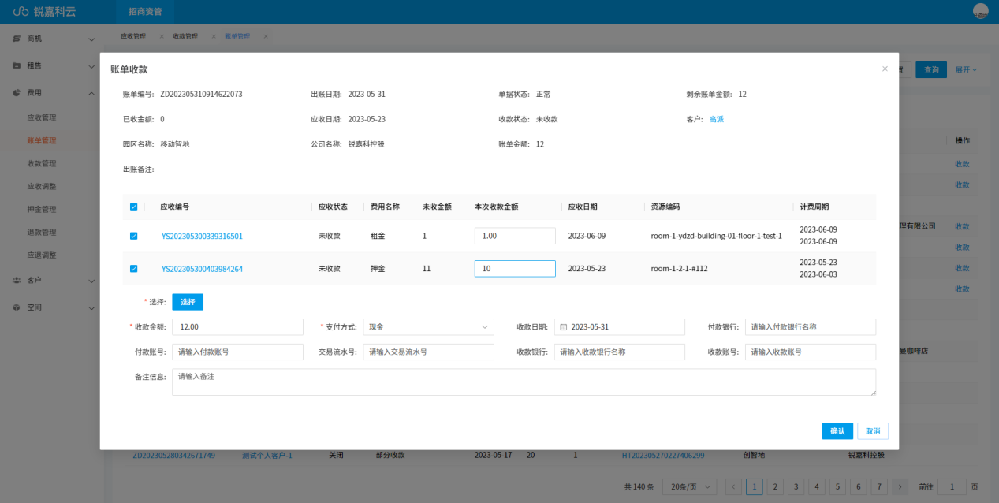 锐嘉科云 招商资管
商机 应收管理 × 收款管理 × 账单管理 ×
租售
费用
应收管理
账单管理
收款管理
应收调整
押金管理
退款管理
应退调整
客户
空间
查询 展开
操作
收款
收款
理有限公司 收款
收款
收款
收款
曼咖啡店
账单收款 ×
账单编号: ZD202305310914622073 出账日期: 2023-05-31 单据状态: 正常 剩余账单金额: 12
已收金额: 0 应收日期: 2023-05-23 收款状态: 未收款 客户: 高派
园区名称: 移动智地 公司名称: 锐嘉科控股 账单金额: 12
出账备注:
应收编号 应收状态 费用名称 未收金额 本次收款金额 应收日期 资源编码 计费周期
YS202305300339316501 未收款 租金 1 1.00 2023-06-09 room-1-ydzd-building-01-floor-1-test-1 2023-06-09
2023-06-09
YS202305300403984264 未收款 押金 11 10 2023-05-23 room-1-2-1-#112 2023-05-23
2023-06-03
* 选择: 选择
* 收款金额: 12.00 * 支付方式: 现金 收款日期: 2023-05-31 付款银行: 请输入付款银行名称
付款账号: 请输入付款账号 交易流水号: 请输入交易流水号 收款银行: 请输入收款银行名称 收款账号: 请输入收款账号
备注信息: 请输入备注
确认 取消
ZD202305280342671749 测试个人客户-1 关闭 部分收款 2023-05-17 20 1 HT202305270227406299 创智地 锐嘉科控股
共 140 条 20条/页 < 1 2 3 4 5 6 7 > 前往 1 页